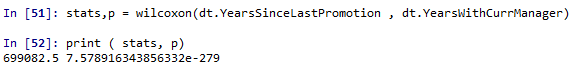 In [51]: stats,p = wilcoxon(dt.YearsSinceLastPromotion , dt.YearsWithCurrManager)
In [52]: print ( stats, p)
699082.5 7.578916343856332e-279